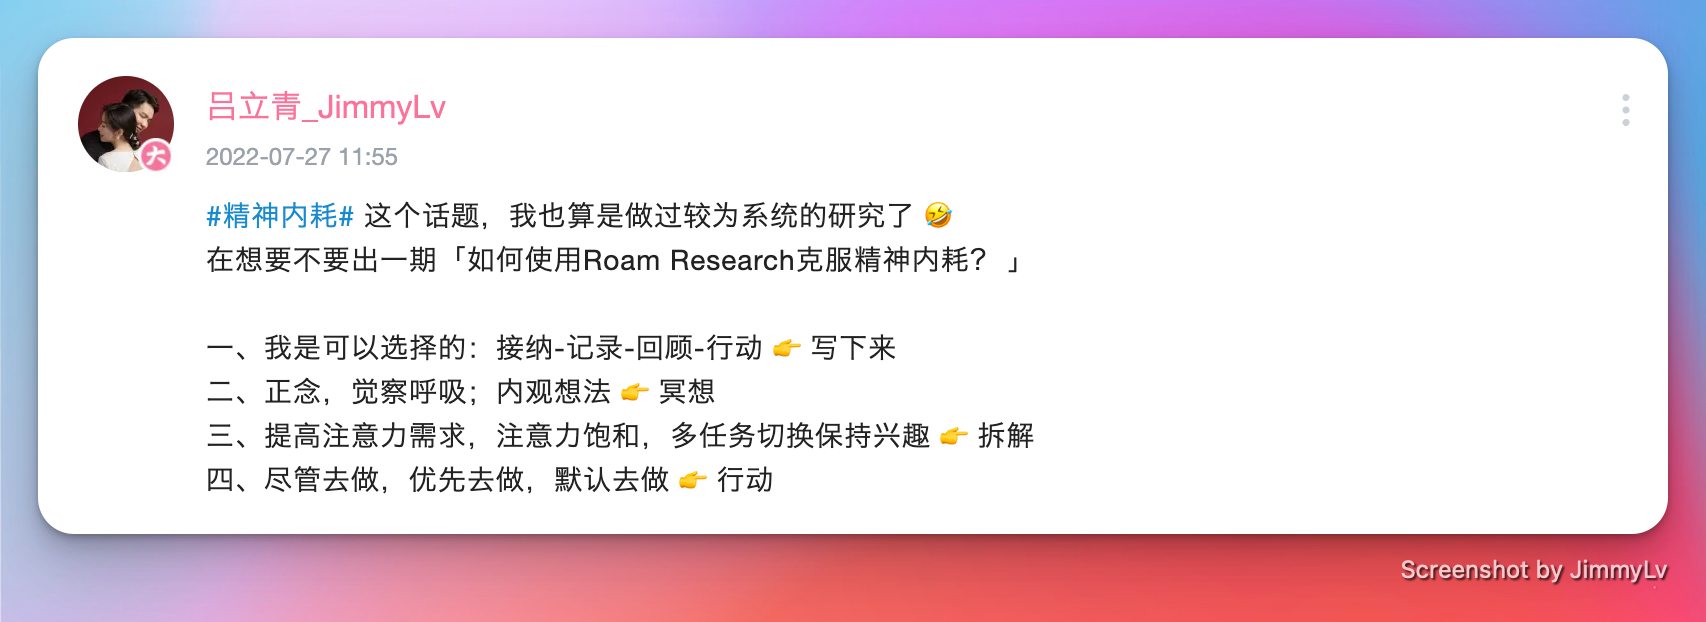 吕立青_JimmyLv
2022-07-27 11:55
#精神内耗# 这个话题，我也算是做过较为系统的研究了 🤣
在想要不要出一期「如何使用Roam Research克服精神内耗？」
一、我是可以选择的：接纳-记录-回顾-行动 👉 写下来
二、正念，觉察呼吸；内观想法 👉 冥想
三、提高注意力需求，注意力饱和，多任务切换保持兴趣 👉 拆解
四、尽管去做，优先去做，默认去做 👉 行动
大
Screenshot by JimmyLv